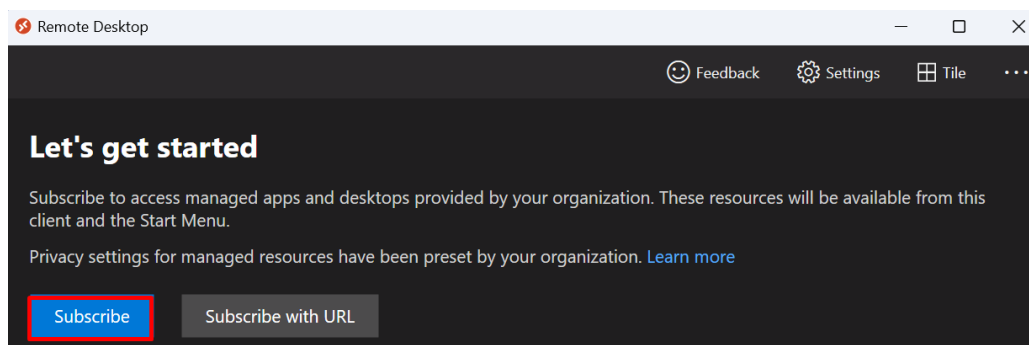 Remote Desktop
Feedback Settings Tile
Let's get started
Subscribe to access managed apps and desktops provided by your organization. These resources will be available from this
client and the Start Menu.
Privacy settings for managed resources have been preset by your organization. Learn more
Subscribe Subscribe with URL